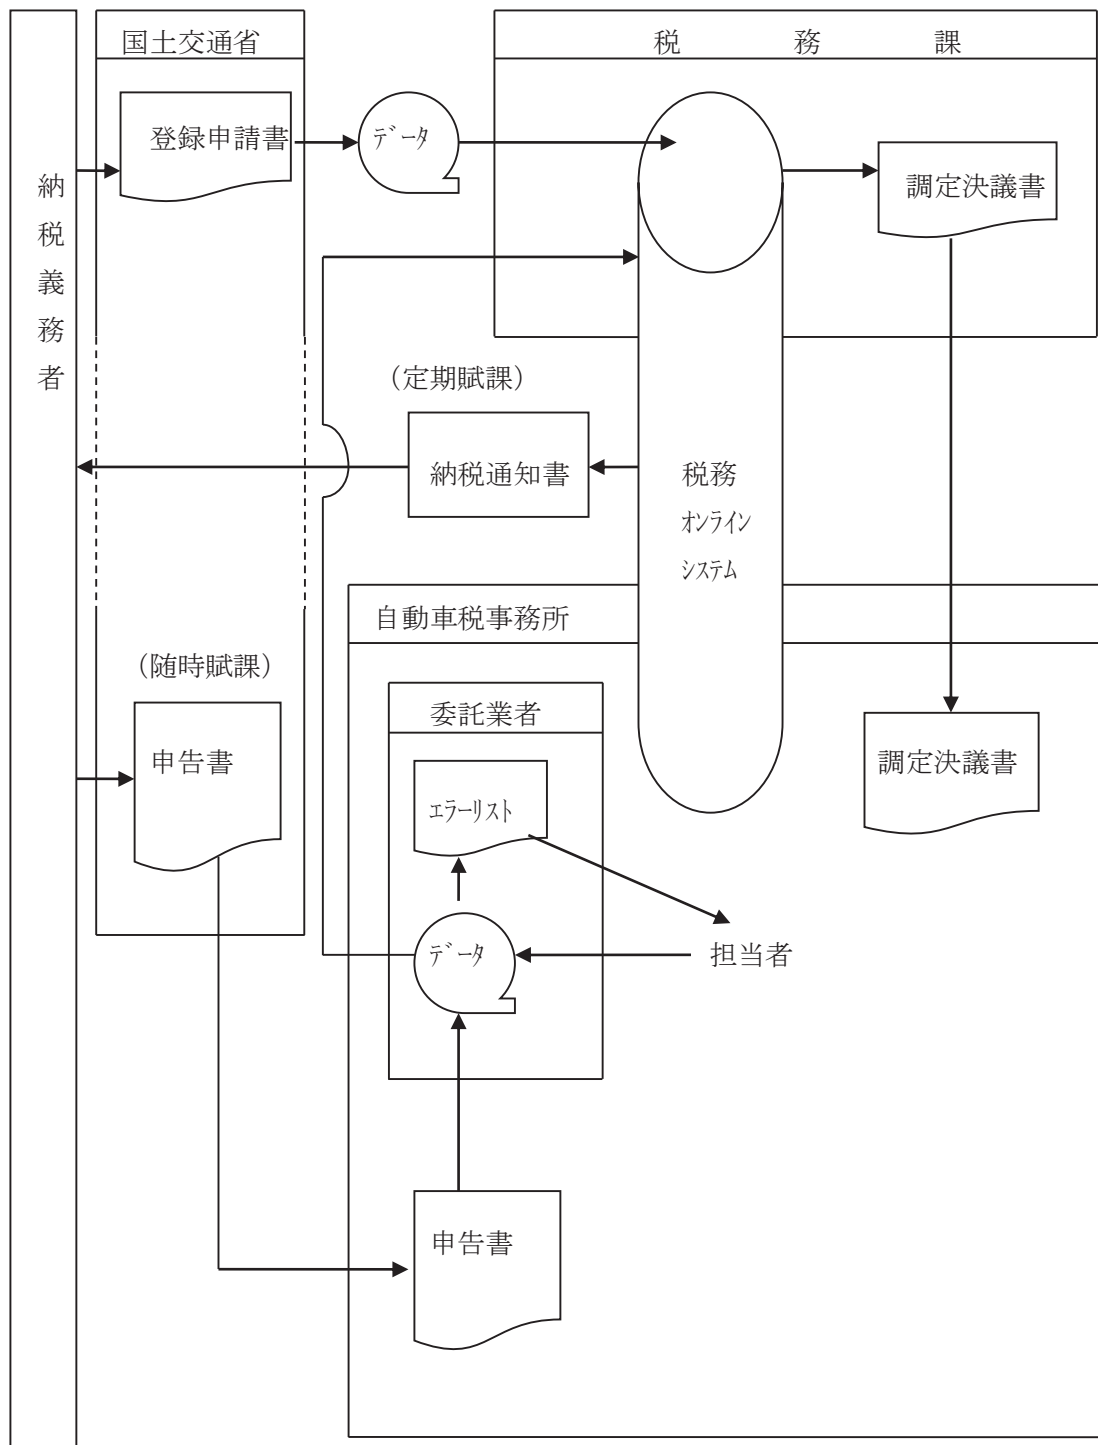 国土交通省
税務課
登録申請書
データ
調定決議書
納税義務者
(定期賦課)
納税通知書
税務
オンライン
システム
自動車税事務所
(随時賦課)
委託業者
申告書
エラーリスト
調定決議書
データ
担当者
申告書